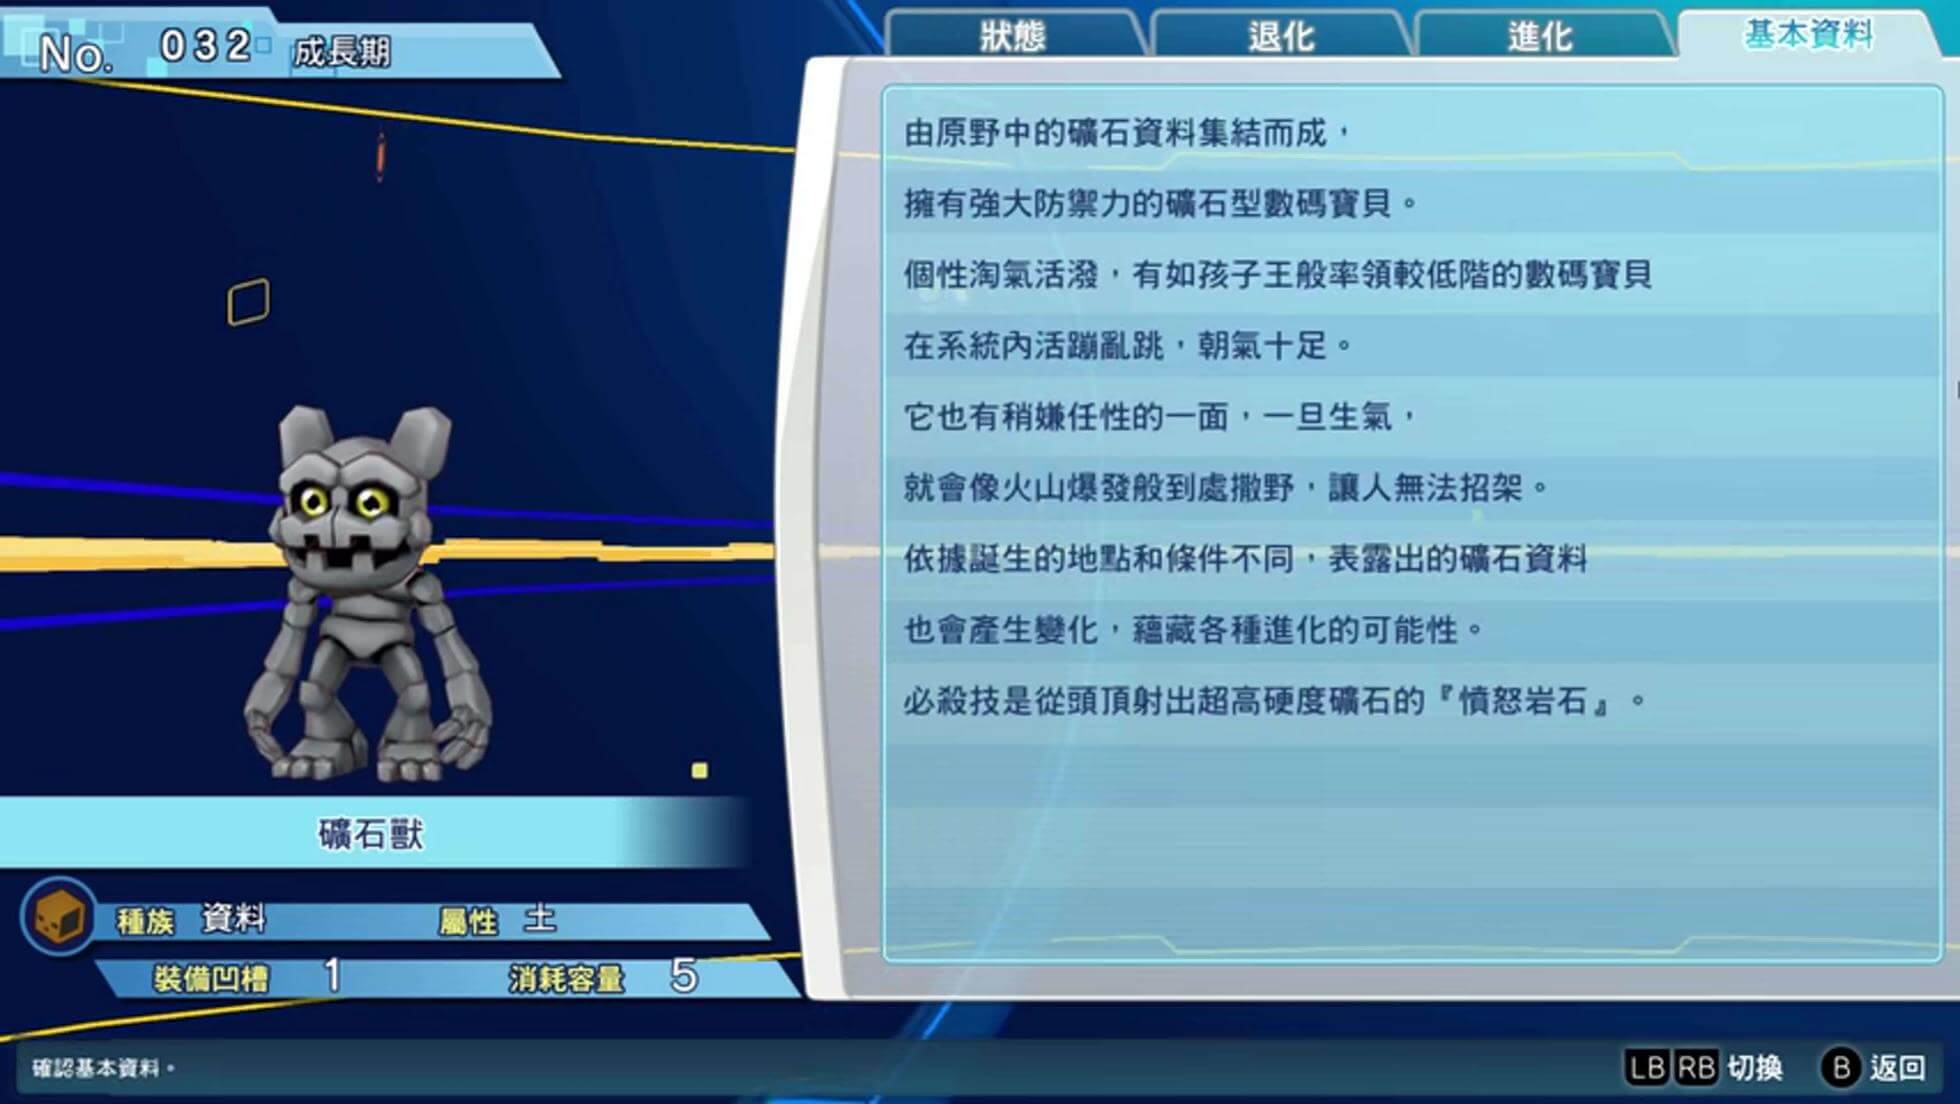 No. 032 成長期
狀態 退化 進化 基本資料
由原野中的礦石資料集結而成，
擁有強大防禦力的礦石型數碼寶貝。
個性淘氣活潑，有如孩子王般率領較低階的數碼寶貝
在系統內活蹦亂跳，朝氣十足。
它也有稍嫌任性的一面，一旦生氣，
就會像火山爆發般到處撒野，讓人無法招架。
依據誕生的地點和條件不同，表露出的礦石資料
也會產生變化，蘊藏各種進化的可能性。
必殺技是從頭頂射出超高硬度礦石的『憤怒岩石』。
礦石獸
種族 資料 屬性 土
裝備凹槽 1 消耗容量 5
確認基本資料。
LB RB 切換 B 返回